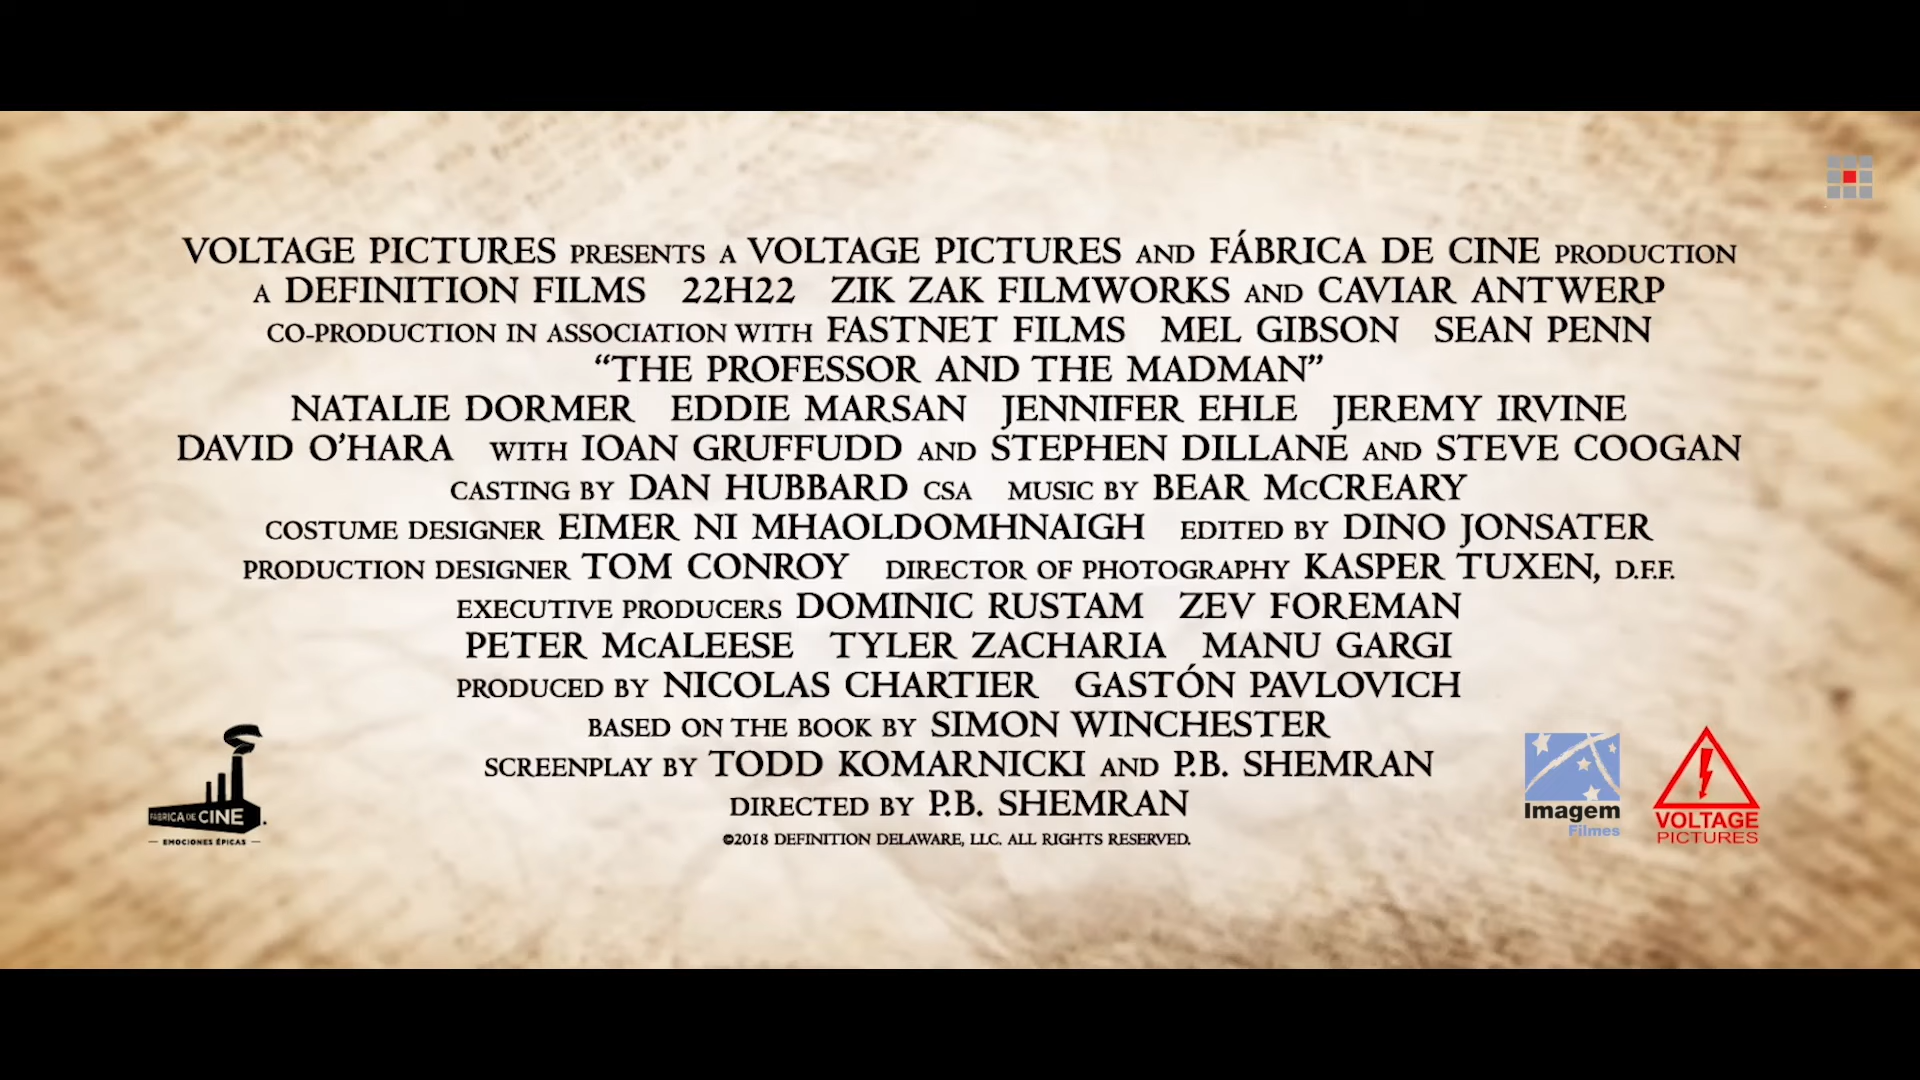 VOLTAGE PICTURES PRESENTS A VOLTAGE PICTURES AND FÁBRICA DE CINE PRODUCTION
A DEFINITION FILMS 22H22 ZIK ZAK FILMWORKS AND CAVIAR ANTWERP
CO-PRODUCTION IN ASSOCIATION WITH FASTNET FILMS MEL GIBSON SEAN PENN
“THE PROFESSOR AND THE MADMAN”
NATALIE DORMER EDDIE MARSAN JENNIFER EHLE JEREMY IRVINE
DAVID O’HARA WITH IOAN GRUFFUDD AND STEPHEN DILLANE AND STEVE COOGAN
CASTING BY DAN HUBBARD CSA MUSIC BY BEAR McCREARY
COSTUME DESIGNER EIMER NI MHAOLDOMHNAIGH EDITED BY DINO JONSATER
PRODUCTION DESIGNER TOM CONROY DIRECTOR OF PHOTOGRAPHY KASPER TUXEN, D.F.F.
EXECUTIVE PRODUCERS DOMINIC RUSTAM ZEV FOREMAN
PETER McALEESE TYLER ZACHARIA MANU GARGI
PRODUCED BY NICOLAS CHARTIER GASTÓN PAVLOVICH
BASED ON THE BOOK BY SIMON WINCHESTER
SCREENPLAY BY TODD KOMARNICKI AND P.B. SHEMRAN
DIRECTED BY P.B. SHEMRAN
©2018 DEFINITION DELAWARE, LLC. ALL RIGHTS RESERVED.
FÁBRICA DE CINE
EMOCIONES ÉPICAS
Imagem
Filmes
VOLTAGE
PICTURES